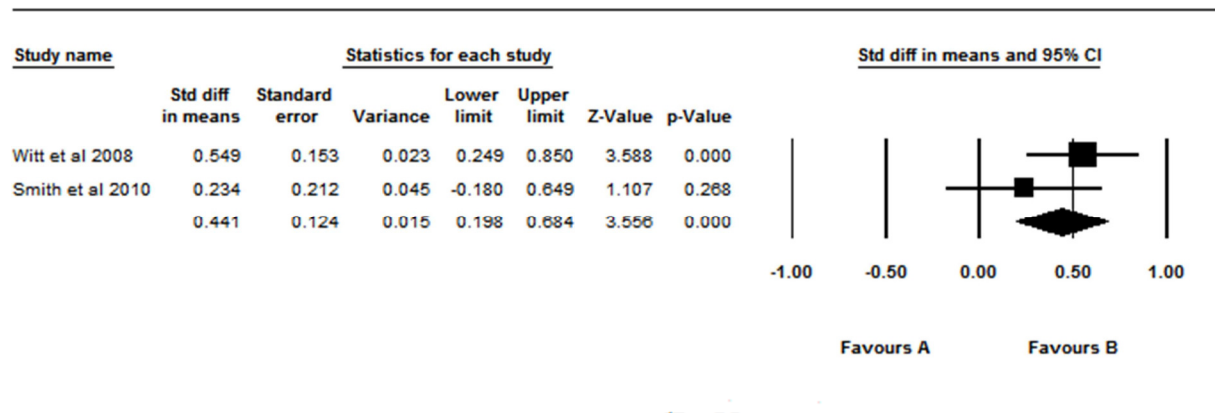 Study name Statistics for each study Std diff in means and 95% CI
Std diff Standard Lower Upper
in means error Variance limit limit Z-Value p-Value
Witt et al 2008 0.549 0.153 0.023 0.249 0.850 3.588 0.000
Smith et al 2010 0.234 0.212 0.045 -0.180 0.649 1.107 0.268
0.441 0.124 0.015 0.198 0.684 3.556 0.000
-1.00 -0.50 0.00 0.50 1.00
Favours A Favours B